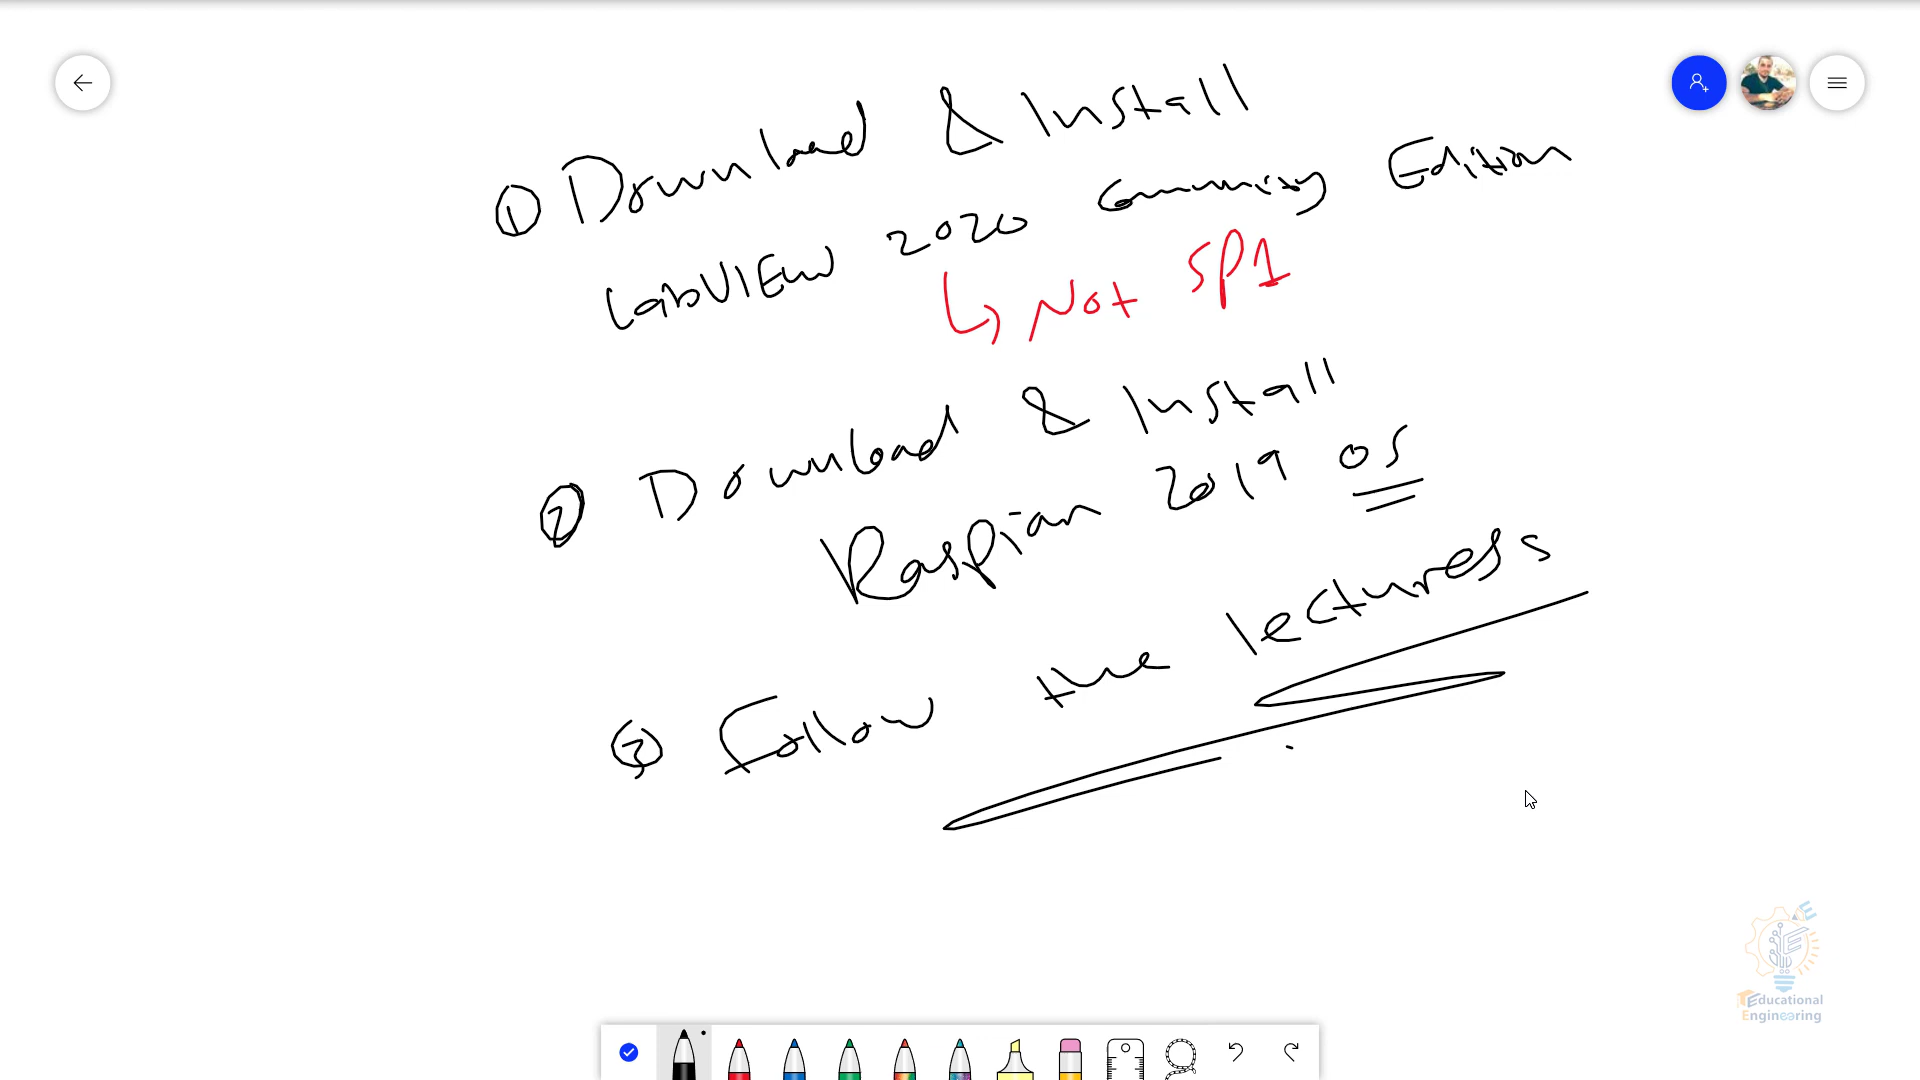 ① Download & Install
LabVIEW 2020 Community Edition
↳ Not SP1
② Download & Install
Raspian 2019 OS
③ Follow the lecturess
Educational
Engineering